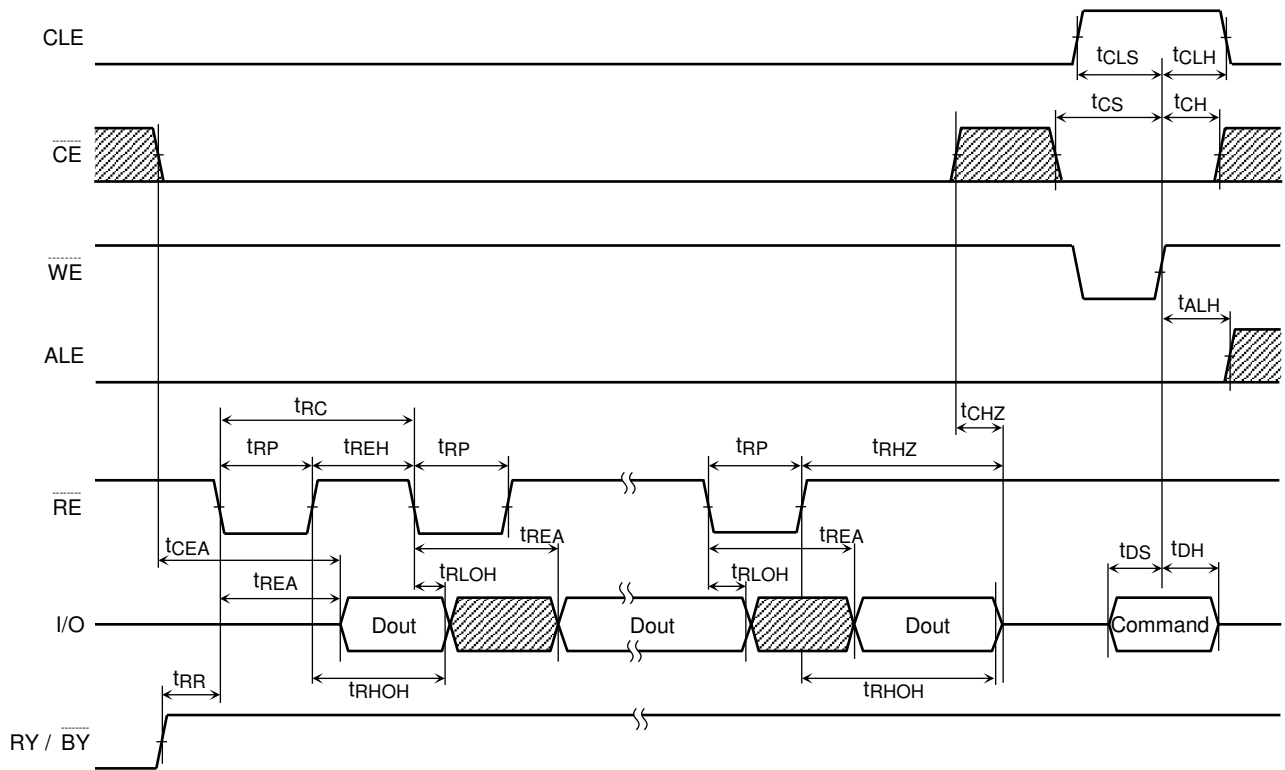 CLE
tCLS tCLH
tCS tCH
CE
WE
tALH
ALE
tRC
tCHZ
tRP tREH tRP tRP tRHZ
RE
tCEA tREA tREA
tDS tDH
tREA tRLOH tRLOH
I/O Dout Dout Dout Command
tRR tRHOH tRHOH
RY / BY